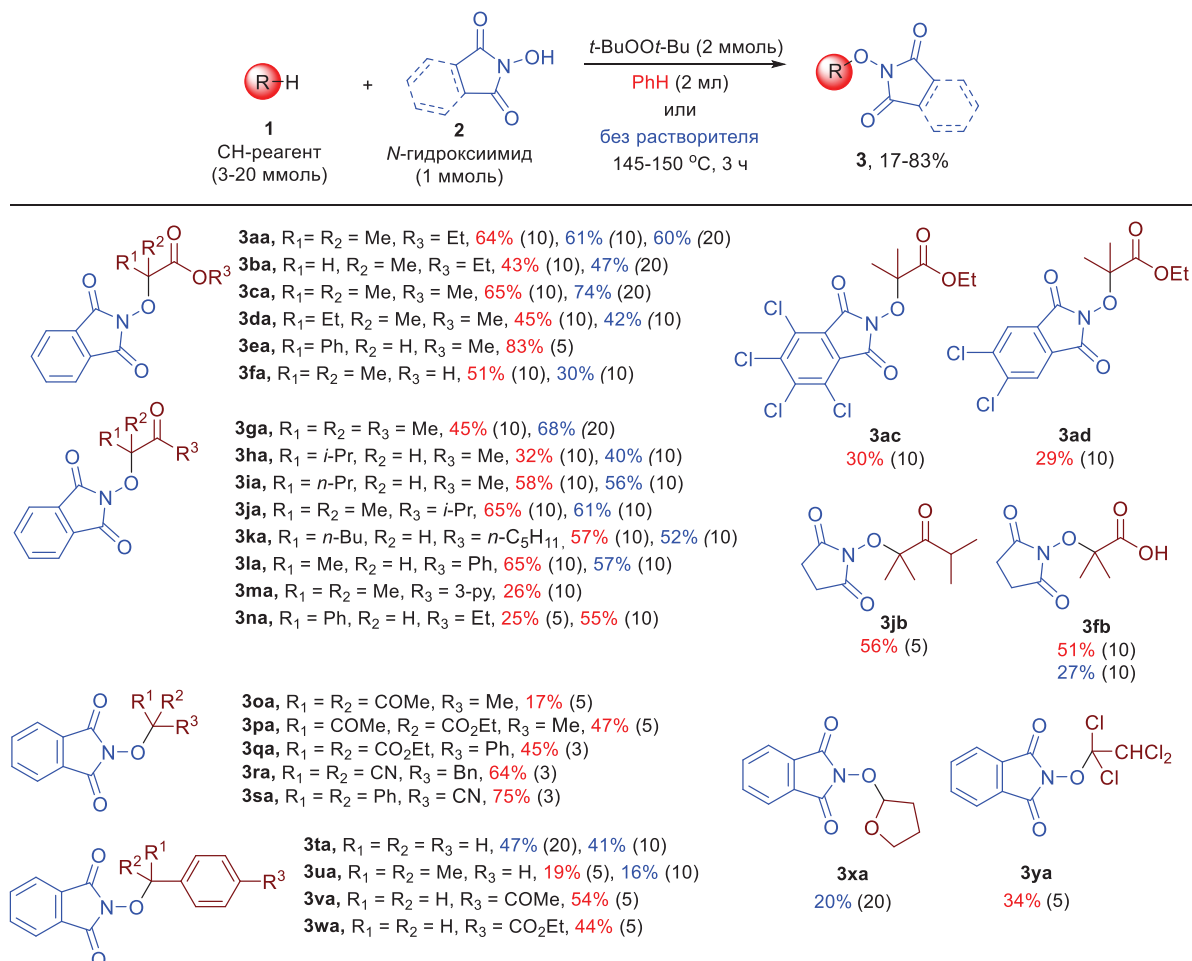 R H + N OH O O
t-BuOOt-Bu (2 ммоль)
PhH (2 мл)
или
без растворителя
145-150 °C, 3 ч
R O N O O
1
CH-реагент
(3-20 ммоль)
2
N-гидроксиимид
(1 ммоль)
3, 17-83%
R¹ R² O OR³ O N O O
3aa, R₁= R₂ = Me, R₃ = Et, 64% (10), 61% (10), 60% (20)
3ba, R₁= H, R₂ = Me, R₃ = Et, 43% (10), 47% (20)
3ca, R₁= R₂ = Me, R₃ = Me, 65% (10), 74% (20)
3da, R₁= Et, R₂ = Me, R₃ = Me, 45% (10), 42% (10)
3ea, R₁= Ph, R₂ = H, R₃ = Me, 83% (5)
3fa, R₁= R₂ = Me, R₃ = H, 51% (10), 30% (10)
R¹ R² O R³ O N O O
3ga, R₁ = R₂ = R₃ = Me, 45% (10), 68% (20)
3ha, R₁ = i-Pr, R₂ = H, R₃ = Me, 32% (10), 40% (10)
3ia, R₁ = n-Pr, R₂ = H, R₃ = Me, 58% (10), 56% (10)
3ja, R₁ = R₂ = Me, R₃ = i-Pr, 65% (10), 61% (10)
3ka, R₁ = n-Bu, R₂ = H, R₃ = n-C₅H₁₁, 57% (10), 52% (10)
3la, R₁ = Me, R₂ = H, R₃ = Ph, 65% (10), 57% (10)
3ma, R₁ = R₂ = Me, R₃ = 3-py, 26% (10)
3na, R₁ = Ph, R₂ = H, R₃ = Et, 25% (5), 55% (10)
R¹ R² R³ O N O O
3oa, R₁ = R₂ = COMe, R₃ = Me, 17% (5)
3pa, R₁ = COMe, R₂ = CO₂Et, R₃ = Me, 47% (5)
3qa, R₁ = R₂ = CO₂Et, R₃ = Ph, 45% (3)
3ra, R₁ = R₂ = CN, R₃ = Bn, 64% (3)
3sa, R₁ = R₂ = Ph, R₃ = CN, 75% (3)
R² R¹ R³ O N O O
3ta, R₁ = R₂ = R₃ = H, 47% (20), 41% (10)
3ua, R₁ = R₂ = Me, R₃ = H, 19% (5), 16% (10)
3va, R₁ = R₂ = H, R₃ = COMe, 54% (5)
3wa, R₁ = R₂ = H, R₃ = CO₂Et, 44% (5)
O OEt O N O O Cl Cl Cl Cl
3ac
30% (10)
O OEt O N O O Cl Cl
3ad
29% (10)
O N O O O
3jb
56% (5)
O N O O O OH
3fb
51% (10)
27% (10)
O N O O O
3xa
20% (20)
O N O O Cl Cl CHCl₂
3ya
34% (5)